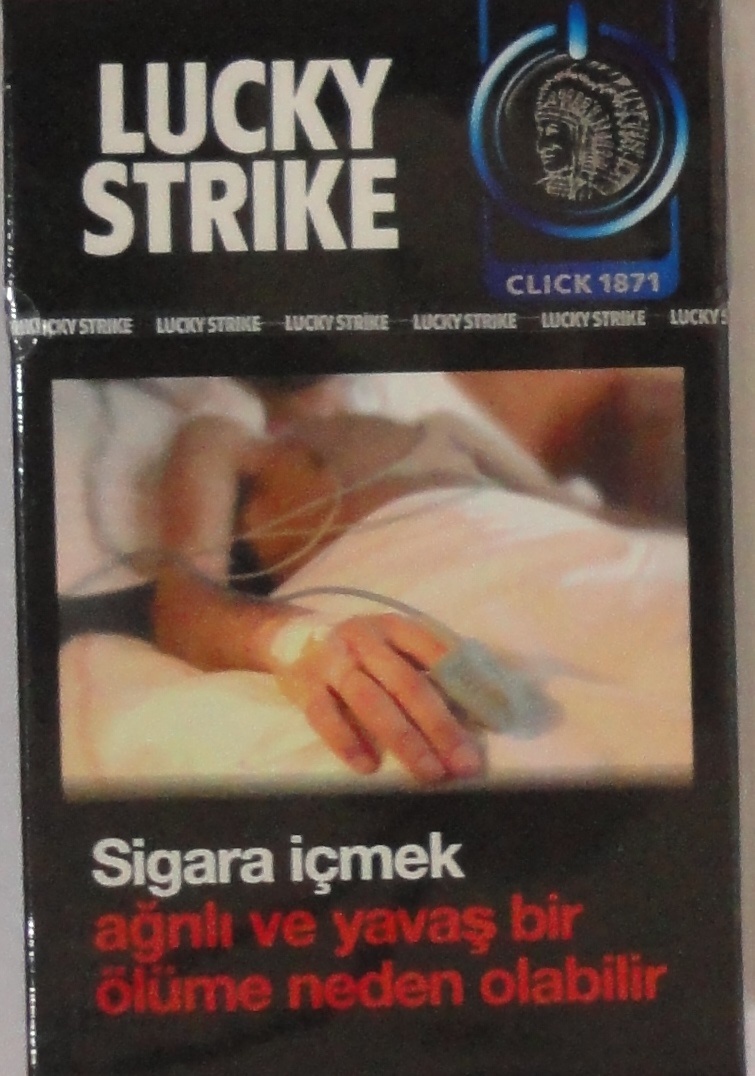 LUCKY
STRIKE
CLICK 1871
LUCKY STRIKE LUCKY STRIKE LUCKY STRIKE LUCKY STRIKE LUCKY STRIKE
Sigara içmek
ağrılı ve yavaş bir
ölüme neden olabilir